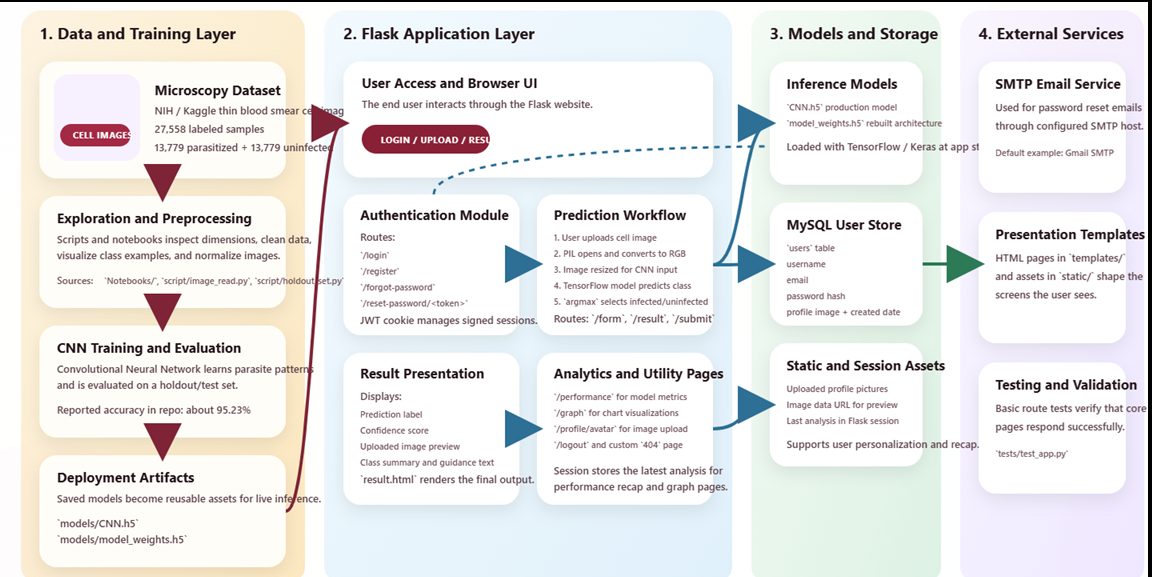 1. Data and Training Layer
CELL IMAGES
Microscopy Dataset
NIH / Kaggle thin blood smear cell imag
27,558 labeled samples
13,779 parasitized + 13,779 uninfected
Exploration and Preprocessing
Scripts and notebooks inspect dimensions, clean data,
visualize class examples, and normalize images.
Sources: `Notebooks/`, `script/image_read.py`, `script/holdout_set.py`
CNN Training and Evaluation
Convolutional Neural Network learns parasite patterns
and is evaluated on a holdout/test set.
Reported accuracy in repo: about 95.23%
Deployment Artifacts
Saved models become reusable assets for live inference.
`models/CNN.h5`
`models/model_weights.h5`
2. Flask Application Layer
User Access and Browser UI
The end user interacts through the Flask website.
LOGIN / UPLOAD / RESU
Authentication Module
Routes:
`/login`
`/register`
`/forgot-password`
`/reset-password/<token>`
JWT cookie manages signed sessions.
Prediction Workflow
1. User uploads cell image
2. PIL opens and converts to RGB
3. Image resized for CNN input
4. TensorFlow model predicts class
5. `argmax` selects infected/uninfected
Routes: `/form`, `/result`, `/submit`
Result Presentation
Displays:
Prediction label
Confidence score
Uploaded image preview
Class summary and guidance text
`result.html` renders the final output.
Analytics and Utility Pages
`/performance` for model metrics
`/graph` for chart visualizations
`/profile/avatar` for image upload
`/logout` and custom `404` page
Session stores the latest analysis for
performance recap and graph pages.
3. Models and Storage
Inference Models
`CNN.h5` production model
`model_weights.h5` rebuilt architecture
Loaded with TensorFlow / Keras at app st
MySQL User Store
`users` table
username
email
password hash
profile image + created date
Static and Session Assets
Uploaded profile pictures
Image data URL for preview
Last analysis in Flask session
Supports user personalization and recap.
4. External Services
SMTP Email Service
Used for password reset emails
through configured SMTP host.
Default example: Gmail SMTP
Presentation Templates
HTML pages in `templates/`
and assets in `static/` shape the
screens the user sees.
Testing and Validation
Basic route tests verify that core
pages respond successfully.
`tests/test_app.py`